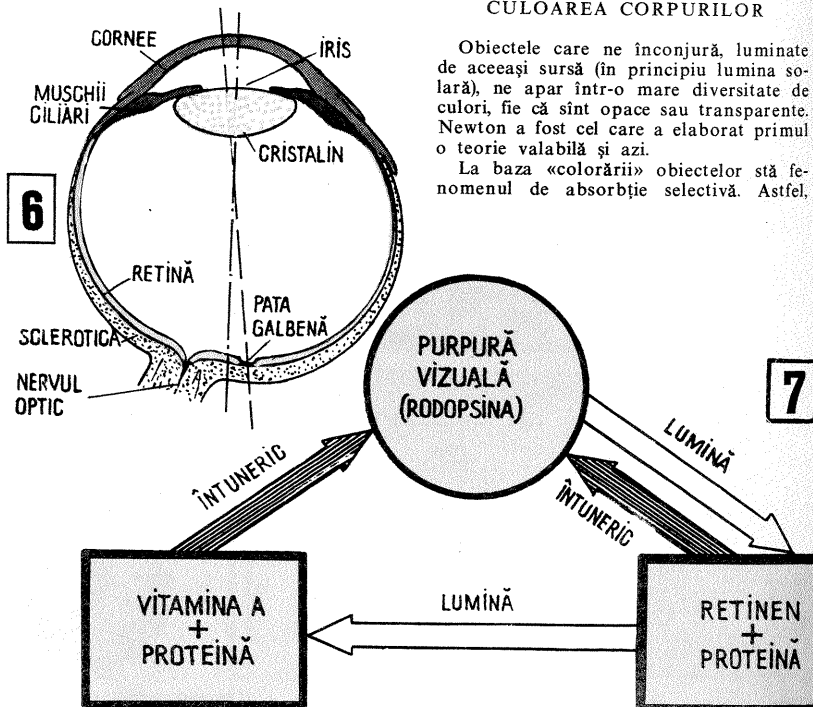 CULOAREA CORPURILOR
Obiectele care ne înconjură, luminate
de aceeași sursă (în principiu lumina so-
lară), ne apar într-o mare diversitate de
culori, fie că sînt opace sau transparente.
Newton a fost cel care a elaborat primul
o teorie valabilă și azi.
La baza «colorării» obiectelor stă fe-
nomenul de absorbție selectivă. Astfel,
6
CORNEE
IRIS
MUSCHII
CILIARI
CRISTALIN
RETINĂ
PATA
GALBENĂ
SCLEROTICA
NERVUL
OPTIC
7
PURPURĂ
VIZUALĂ
(RODOPSINA)
LUMINĂ
ÎNTUNERIC
ÎNTUNERIC
VITAMINA A
+
PROTEINĂ
LUMINĂ
RETINEN
+
PROTEINĂ